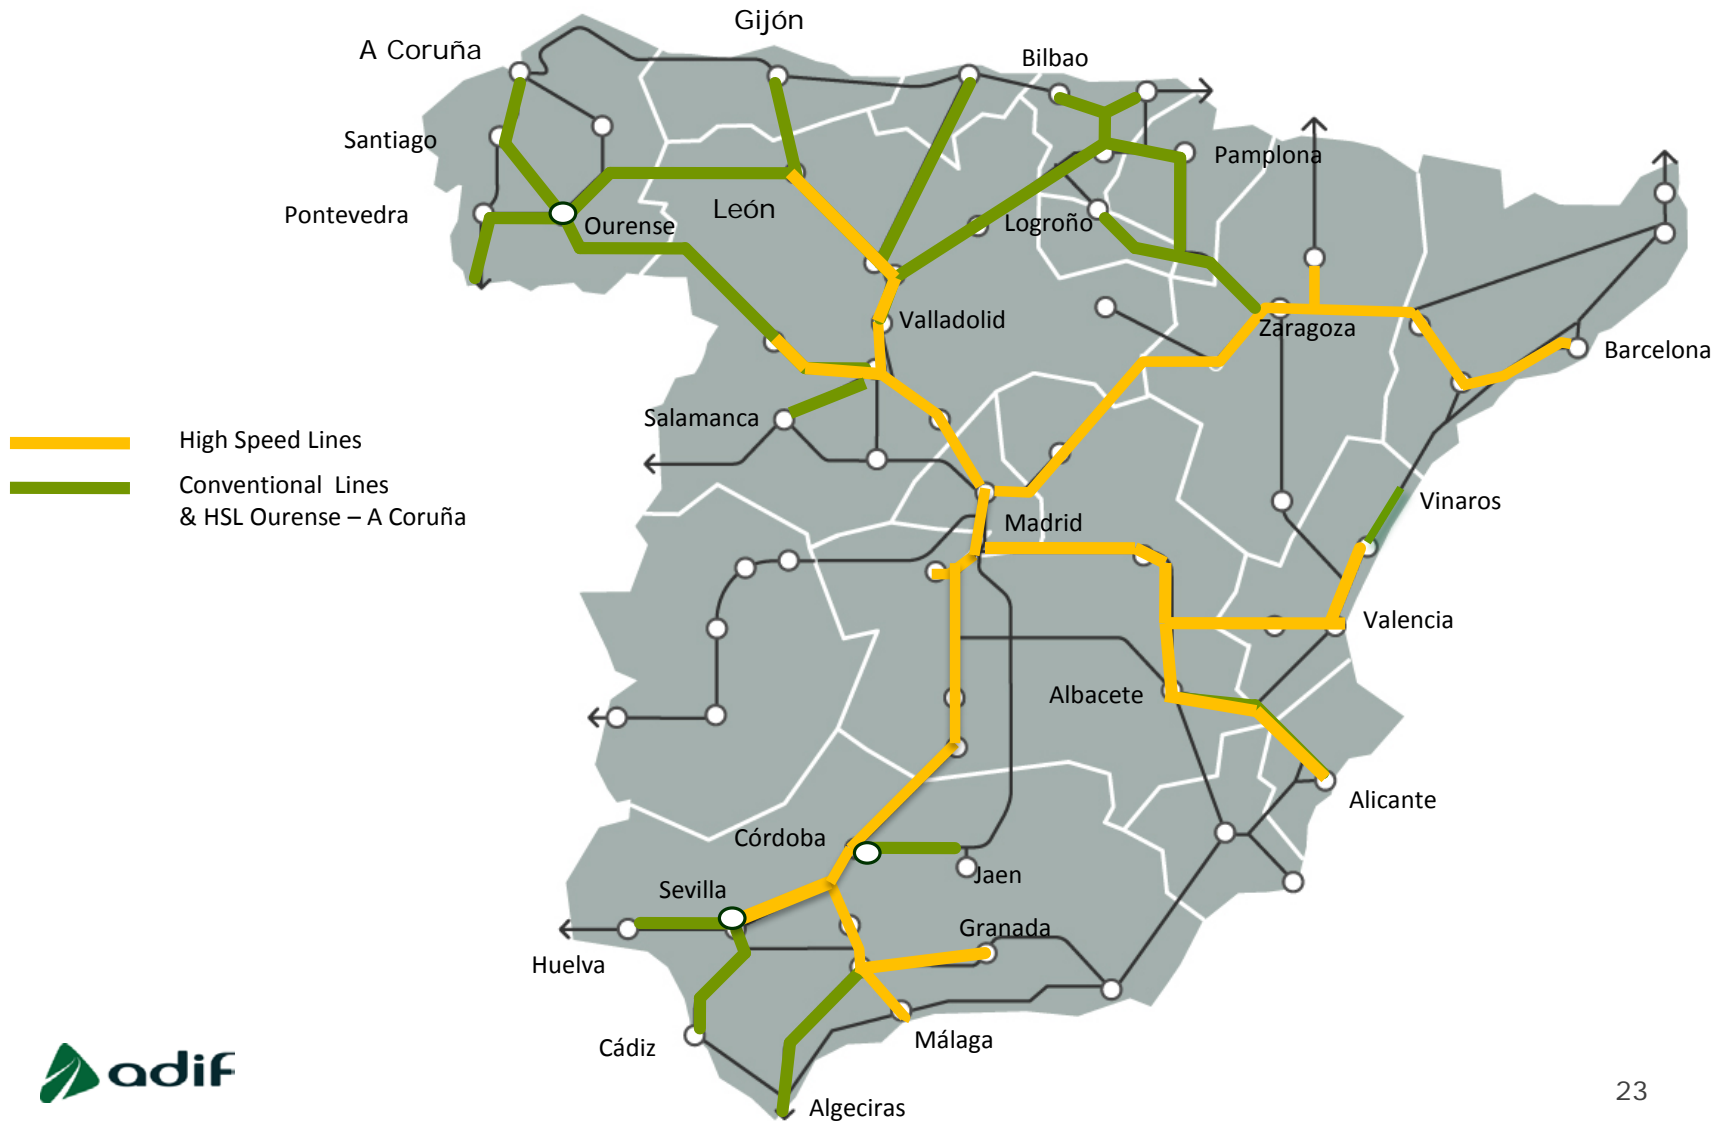 Gijón
A Coruña
Bilbao
Santiago
Pamplona
Pontevedra
León
Ourense
Logroño
Valladolid
Zaragoza
Barcelona
Salamanca
High Speed Lines
Conventional Lines
& HSL Ourense – A Coruña
Vinaros
Madrid
Valencia
Albacete
Alicante
Córdoba
Jaen
Sevilla
Granada
Huelva
Málaga
Cádiz
Algeciras
adif
23